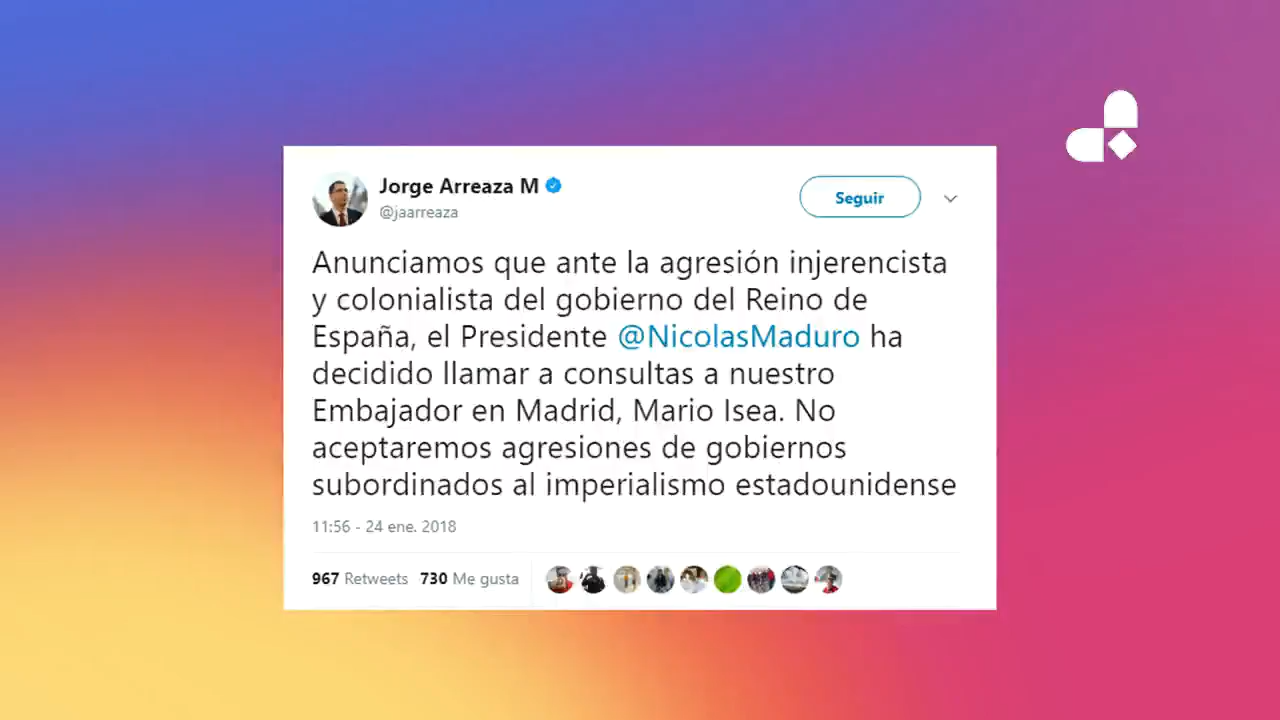 Jorge Arreaza M
@jaarreaza
Seguir
Anunciamos que ante la agresión injerencista
y colonialista del gobierno del Reino de
España, el Presidente @NicolasMaduro ha
decidido llamar a consultas a nuestro
Embajador en Madrid, Mario Isea. No
aceptaremos agresiones de gobiernos
subordinados al imperialismo estadounidense
11:56 - 24 ene. 2018
967 Retweets 730 Me gusta